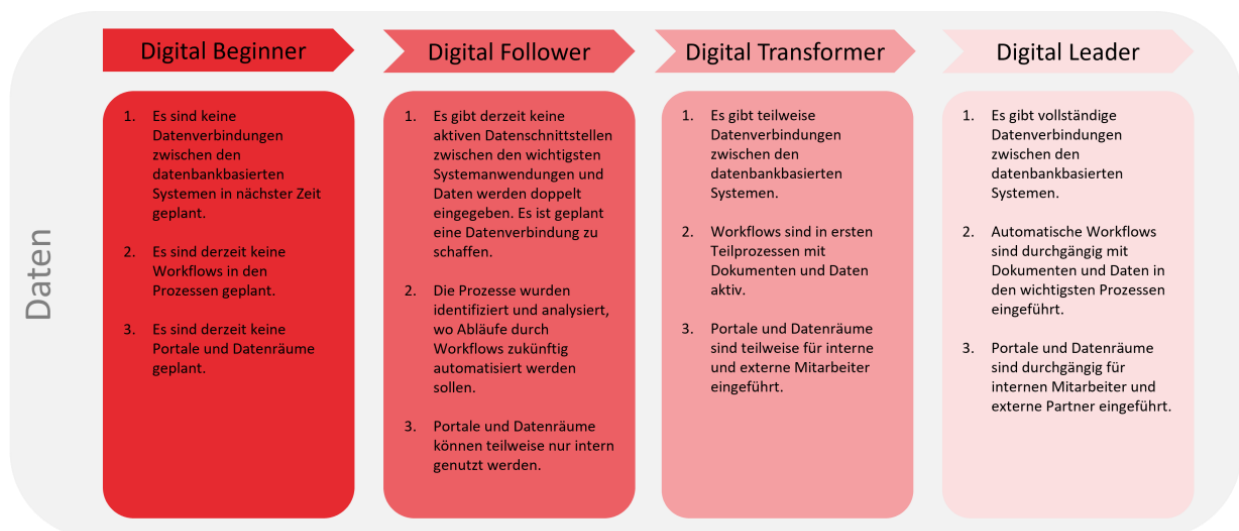 Daten
Digital Beginner
1. Es sind keine
Datenverbindungen
zwischen den
datenbankbasierten
Systemen in nächster Zeit
geplant.
2. Es sind derzeit keine
Workflows in den
Prozessen geplant.
3. Es sind derzeit keine
Portale und Datenräume
geplant.
Digital Follower
1. Es gibt derzeit keine
aktiven Datenschnittstellen
zwischen den wichtigsten
Systemanwendungen und
Daten werden doppelt
eingegeben. Es ist geplant
eine Datenverbindung zu
schaffen.
2. Die Prozesse wurden
identifiziert und analysiert,
wo Abläufe durch
Workflows zukünftig
automatisiert werden
sollen.
3. Portale und Datenräume
können teilweise nur intern
genutzt werden.
Digital Transformer
1. Es gibt teilweise
Datenverbindungen
zwischen den
datenbankbasierten
Systemen.
2. Workflows sind in ersten
Teilprozessen mit
Dokumenten und Daten
aktiv.
3. Portale und Datenräume
sind teilweise für interne
und externe Mitarbeiter
eingeführt.
Digital Leader
1. Es gibt vollständige
Datenverbindungen
zwischen den
datenbankbasierten
Systemen.
2. Automatische Workflows
sind durchgängig mit
Dokumenten und Daten in
den wichtigsten Prozessen
eingeführt.
3. Portale und Datenräume
sind durchgängig für
internen Mitarbeiter und
externe Partner eingeführt.